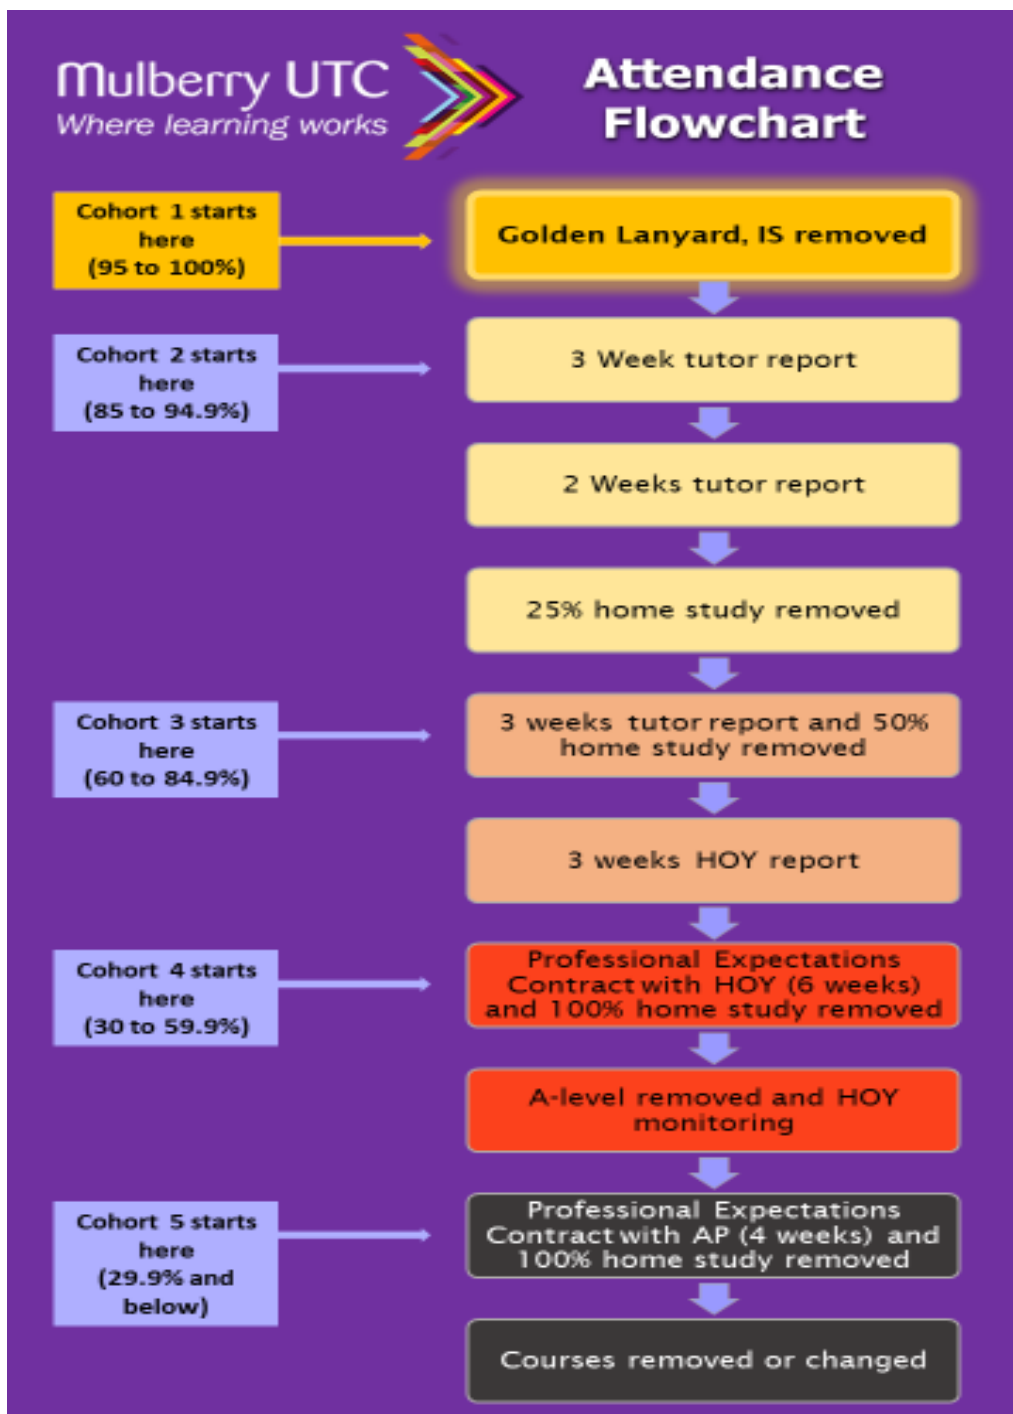 Mulberry UTC
Where learning works
Attendance
Flowchart
Cohort 1 starts
here
(95 to 100%)
Golden Lanyard, IS removed
Cohort 2 starts
here
(85 to 94.9%)
3 Week tutor report
2 Weeks tutor report
25% home study removed
Cohort 3 starts
here
(60 to 84.9%)
3 weeks tutor report and 50%
home study removed
3 weeks HOY report
Cohort 4 starts
here
(30 to 59.9%)
Professional Expectations
Contract with HOY (6 weeks)
and 100% home study removed
A-level removed and HOY
monitoring
Cohort 5 starts
here
(29.9% and
below)
Professional Expectations
Contract with AP (4 weeks) and
100% home study removed
Courses removed or changed